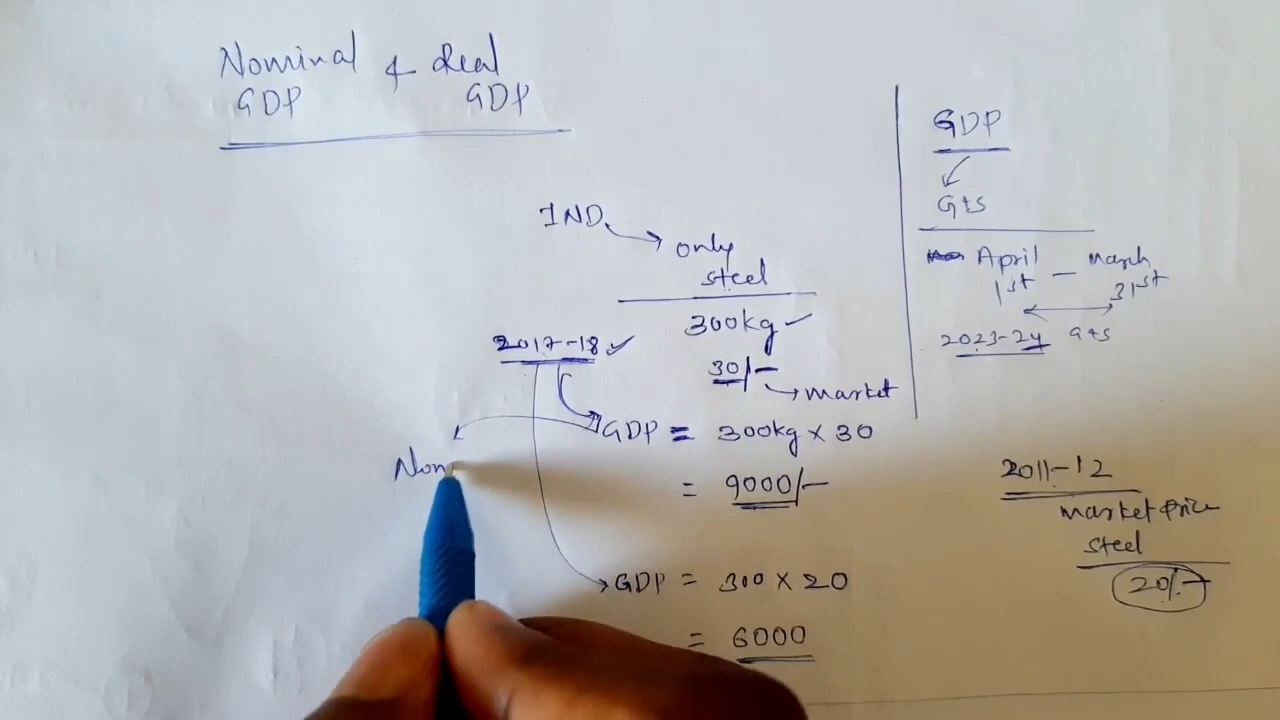 Nominal & Real
GDP GDP
IND
only
steel
300kg
2017-18
30/-
market
GDP = 300kg x 30
= 9000/-
Nom
GDP = 300 x 20
= 6000
GDP
G+S
April — March
1st 31st
2023-24 G+S
2011-12
market price
steel
20/-